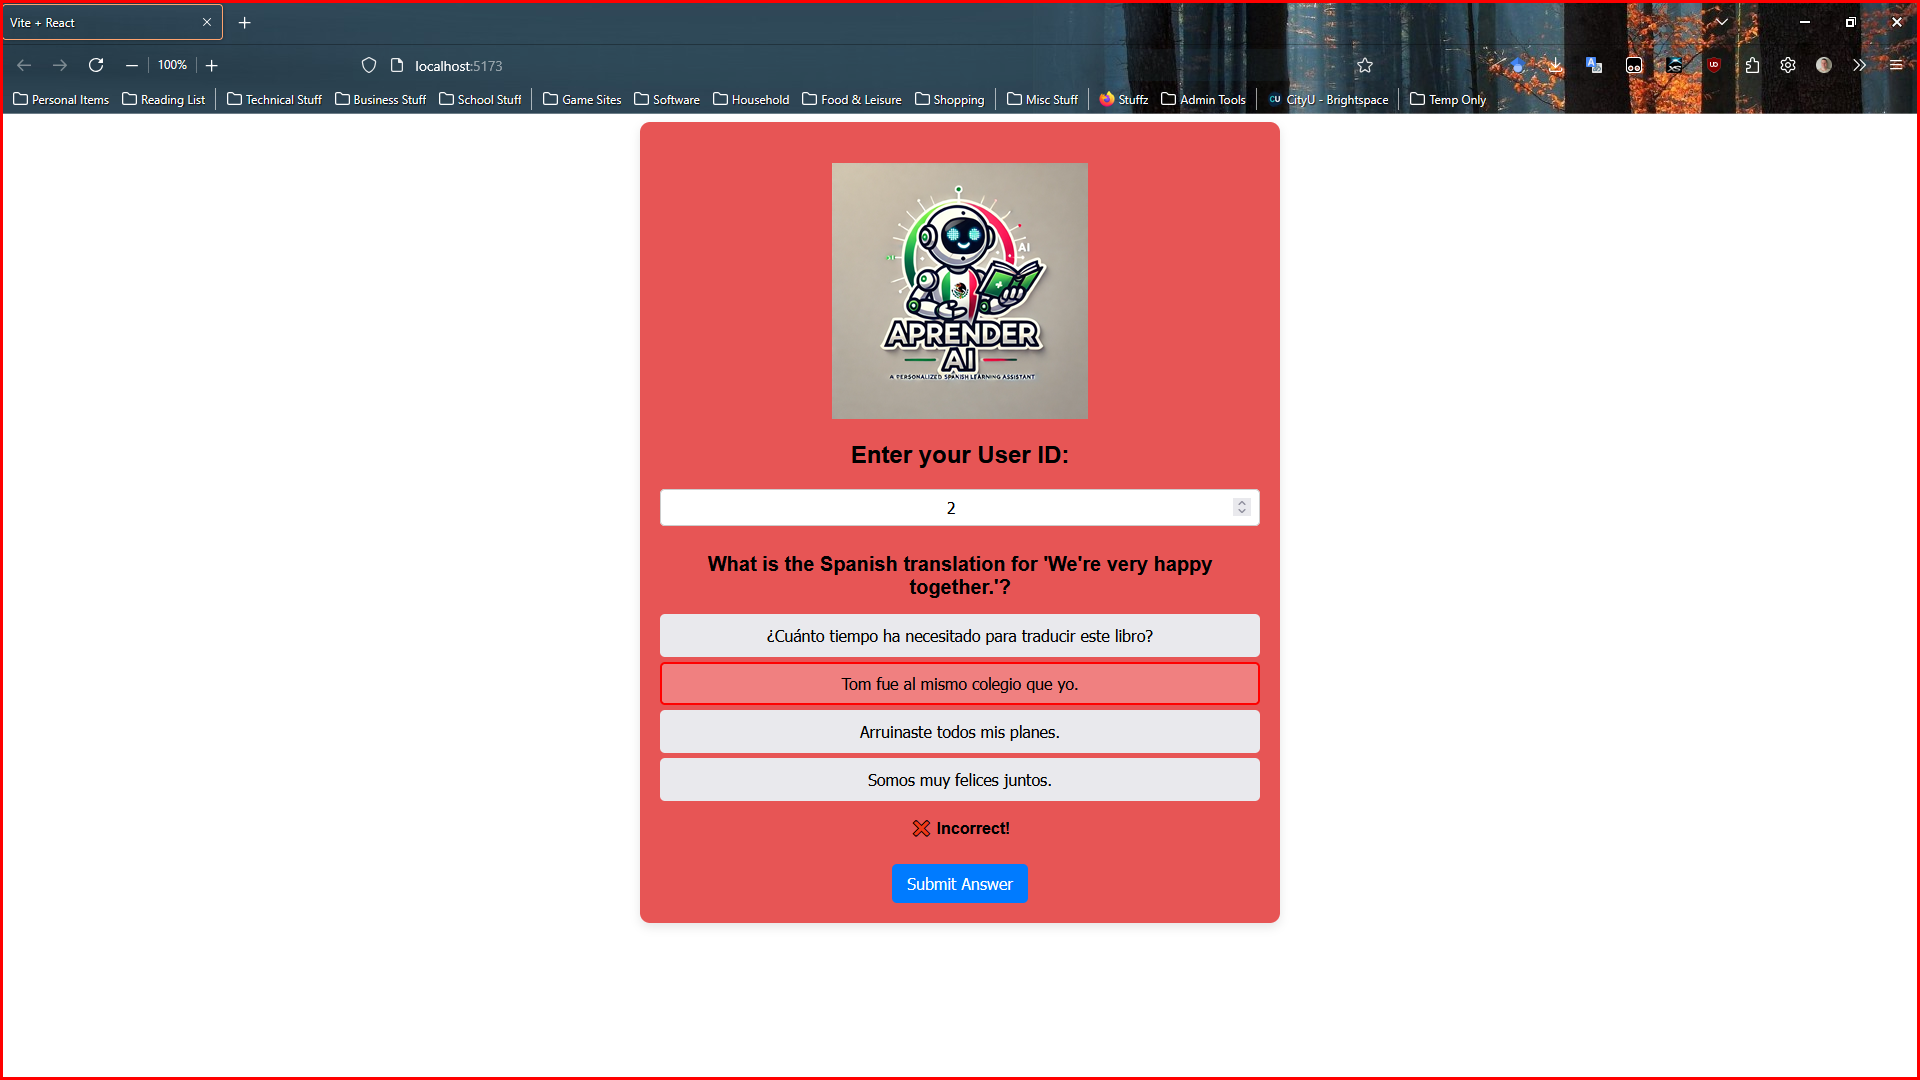 Vite + React
100%
localhost:5173
Personal Items
Reading List
Technical Stuff
Business Stuff
School Stuff
Game Sites
Software
Household
Food & Leisure
Shopping
Misc Stuff
Stuffz
Admin Tools
CU CityU - Brightspace
Temp Only
AI
APRENDER
AI
A PERSONALIZED SPANISH LEARNING ASSISTANT
Enter your User ID:
2
What is the Spanish translation for 'We're very happy
together.'?
¿Cuánto tiempo ha necesitado para traducir este libro?
Tom fue al mismo colegio que yo.
Arruinaste todos mis planes.
Somos muy felices juntos.
Incorrect!
Submit Answer